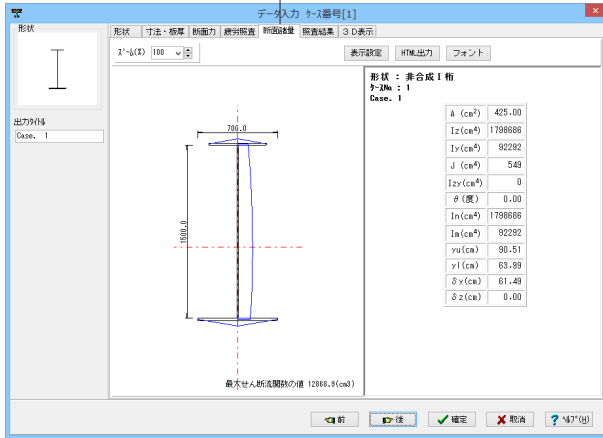 データ入力 ケース番号[1]
形状
出力タイトル
Case. 1
形状 寸法・板厚 断面力 疲労照査 断面諸量 照査結果 3D表示
スケール(%) 100
表示設定 HTML出力 フォント
700.0
1500.0
最大せん断流関数の値 12868.9(cm3)
形状 : 非合成I桁
ケースNo : 1
Case. 1
A (cm²) 425.00
Iz(cm⁴) 1798686
Iy(cm⁴) 92292
J (cm⁴) 549
Izy(cm⁴) 0
θ(度) 0.00
In(cm⁴) 1798686
Im(cm⁴) 92292
yu(cm) 90.51
yl(cm) 63.99
δy(cm) 61.49
δz(cm) 0.00
前 後 確定 取消 ヘルプ(H)